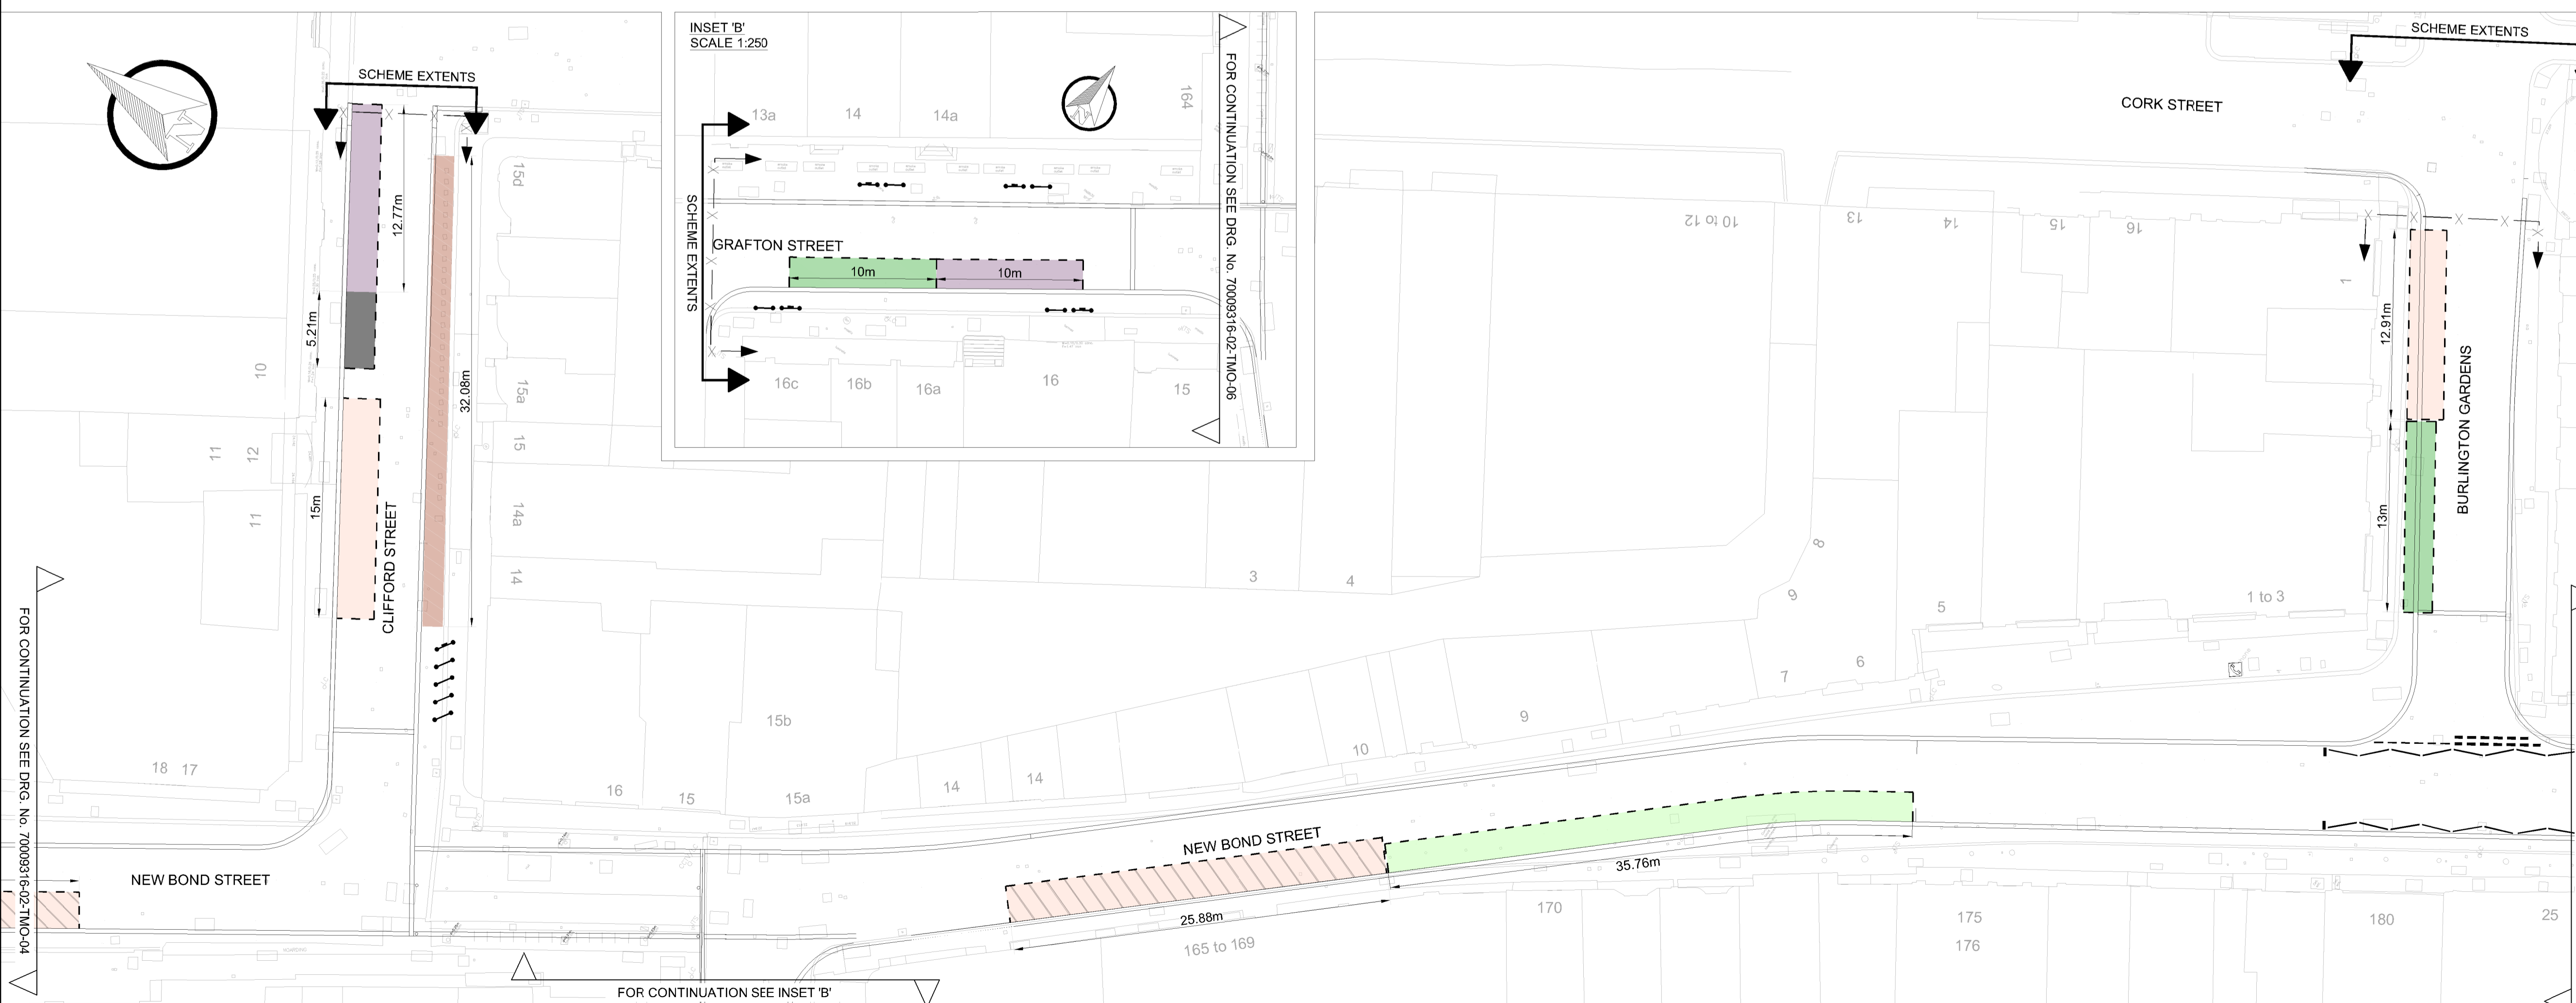 SCHEME EXTENTS
N
12.77m
5.21m
15m
32.08m
CLIFFORD STREET
10
11
12
11
18
17
15d
15a
15
14a
14
NEW BOND STREET
FOR CONTINUATION SEE DRG. No. 70009316-02-TMO-04
INSET 'B'
SCALE 1:250
13a
14
14a
164
N
SCHEME EXTENTS
GRAFTON STREET
10m
10m
16c
16b
16a
16
15
FOR CONTINUATION SEE DRG. No. 70009316-02-TMO-06
SCHEME EXTENTS
CORK STREET
10 to 12
13
14
15
16
1
12.91m
13m
BURLINGTON GARDENS
3
4
8
9
5
1 to 3
7
6
9
10
15b
16
15
15a
14
14
NEW BOND STREET
25.88m
35.76m
165 to 169
170
175
176
180
25
FOR CONTINUATION SEE INSET 'B'